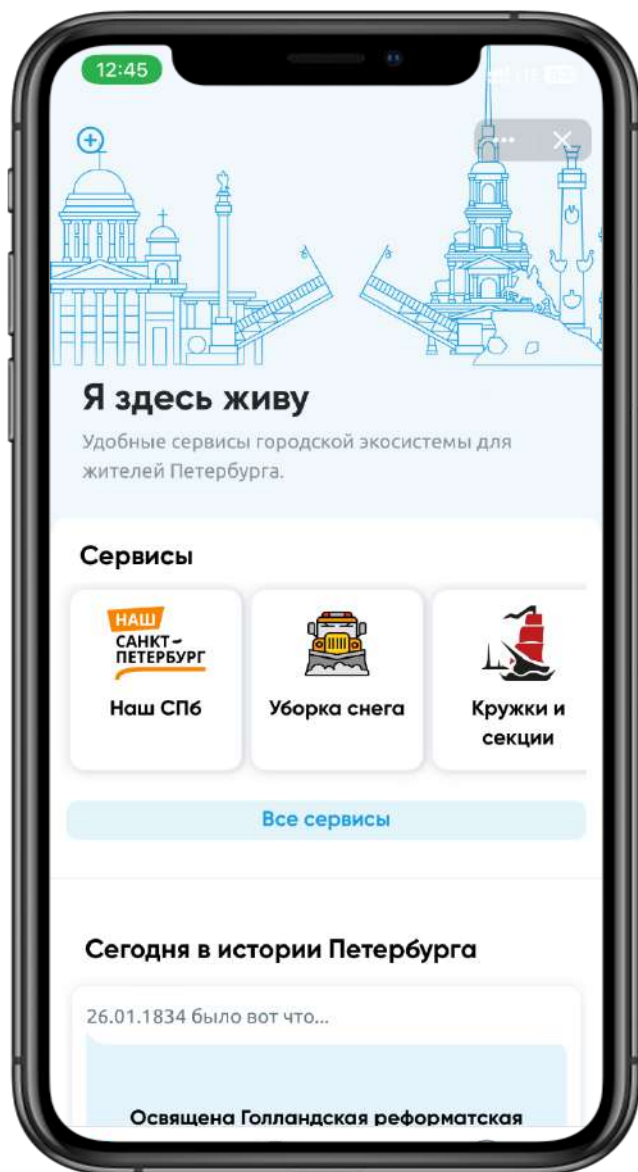 12:45
Я здесь живу
Удобные сервисы городской экосистемы для
жителей Петербурга.
Сервисы
НАШ
САНКТ-
ПЕТЕРБУРГ
Наш СПб
Уборка снега
Кружки и
секции
Все сервисы
Сегодня в истории Петербурга
26.01.1834 было вот что...
Освящена Голландская реформатская